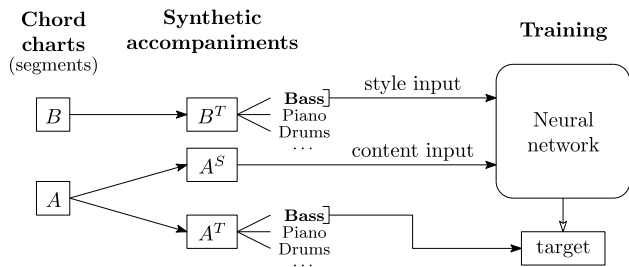 Chord
charts
(segments)
Synthetic
accompaniments
Training
B
B^T
Bass
Piano
Drums
...
style input
A^S
content input
Neural
network
A
A^T
Bass
Piano
Drums
...
target